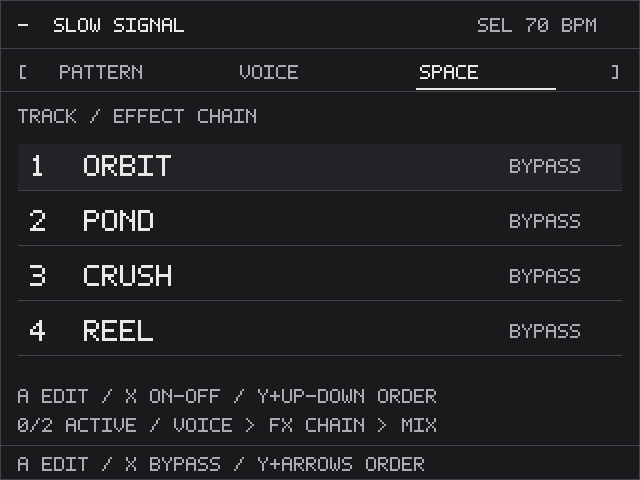 – SLOW SIGNAL SEL 70 BPM
[ PATTERN VOICE SPACE ]
TRACK / EFFECT CHAIN
1 ORBIT BYPASS
2 POND BYPASS
3 CRUSH BYPASS
4 REEL BYPASS
A EDIT / X ON-OFF / Y+UP-DOWN ORDER
0/2 ACTIVE / VOICE > FX CHAIN > MIX
A EDIT / X BYPASS / Y+ARROWS ORDER